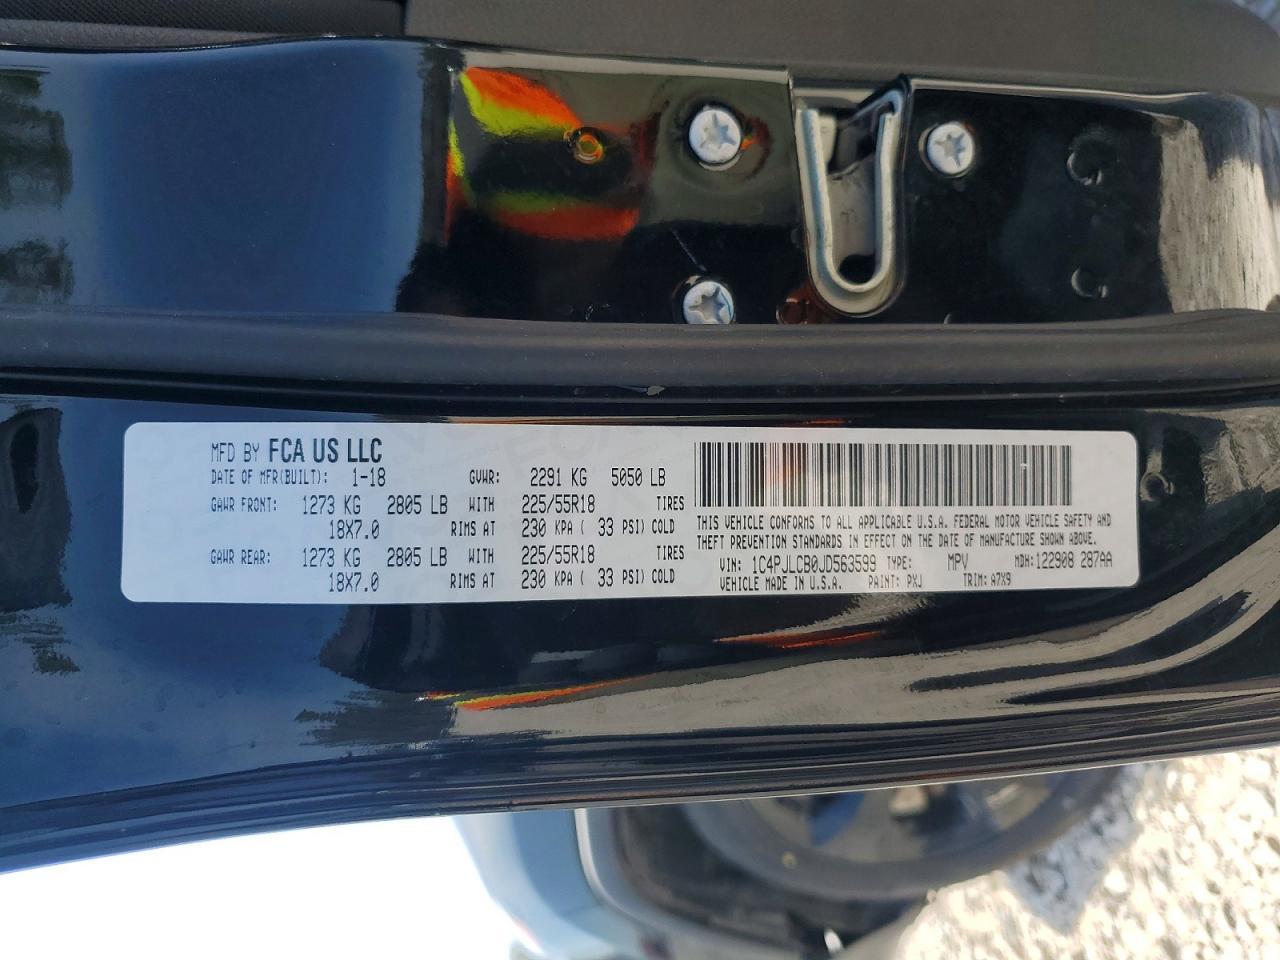 MFD BY FCA US LLC
DATE OF MFR(BUILT): 1-18 GVWR: 2291 KG 5050 LB
GAWR FRONT: 1273 KG 2805 LB WITH 225/55R18 TIRES
18X7.0 RIMS AT 230 KPA ( 33 PSI) COLD
GAWR REAR: 1273 KG 2805 LB WITH 225/55R18 TIRES
18X7.0 RIMS AT 230 KPA ( 33 PSI) COLD
THIS VEHICLE CONFORMS TO ALL APPLICABLE U.S.A. FEDERAL MOTOR VEHICLE SAFETY AND
THEFT PREVENTION STANDARDS IN EFFECT ON THE DATE OF MANUFACTURE SHOWN ABOVE.
VIN: 1C4PJLCB0JD563599 TYPE: MPV MDH:122908 287AA
VEHICLE MADE IN U.S.A. PAINT: PXJ TRIM: A7X9